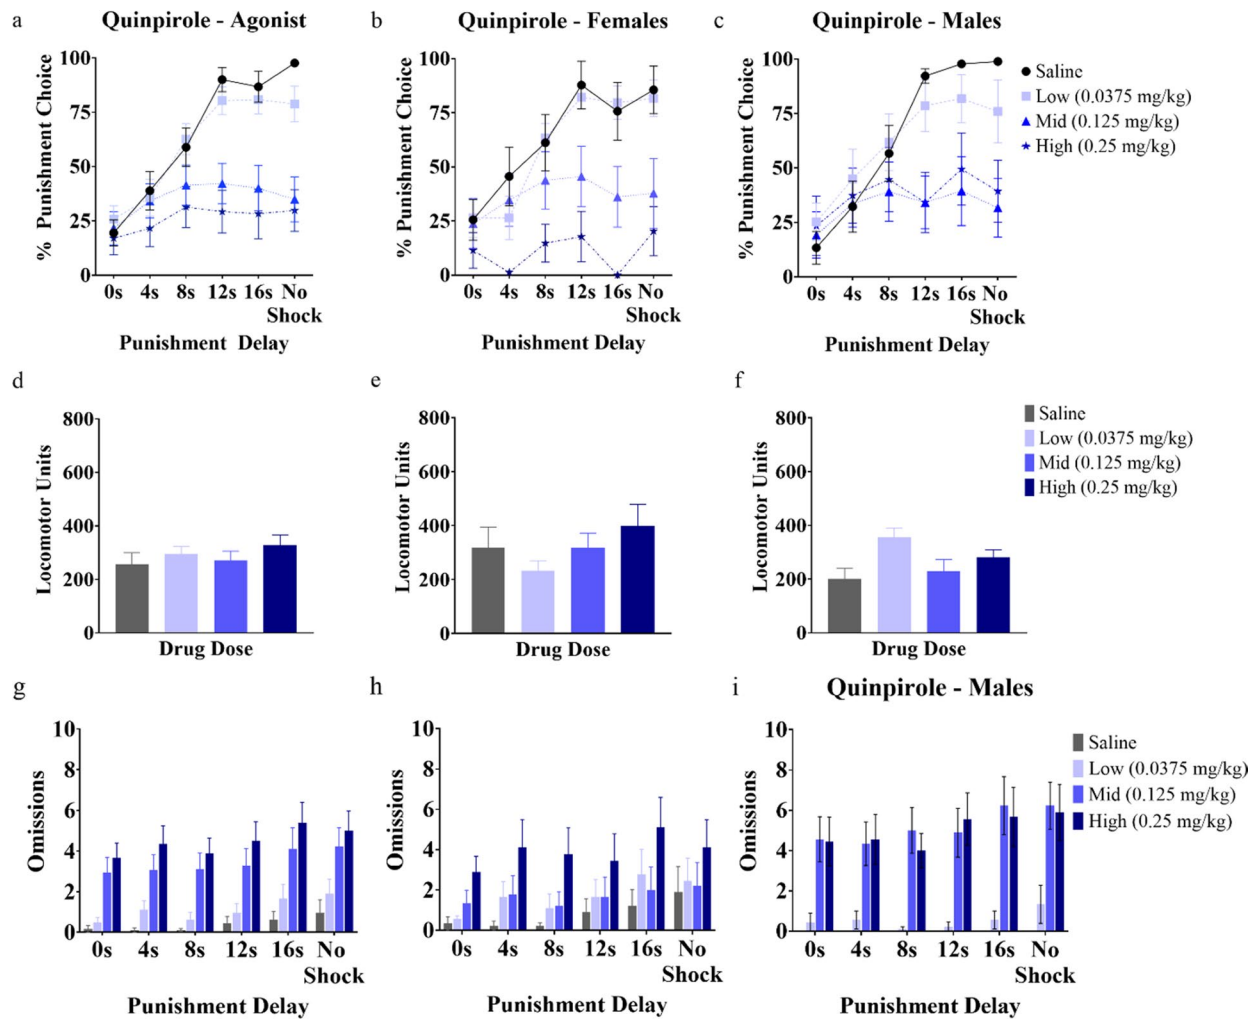 a Quinpirole - Agonist
100
75
50
25
0
% Punishment Choice
0s 4s 8s 12s 16s No
Shock
Punishment Delay
b Quinpirole - Females
100
75
50
25
0
% Punishment Choice
0s 4s 8s 12s 16s No
Shock
Punishment Delay
c Quinpirole - Males
100
75
50
25
0
% Punishment Choice
0s 4s 8s 12s 16s No
Shock
Punishment Delay
Saline
Low (0.0375 mg/kg)
Mid (0.125 mg/kg)
High (0.25 mg/kg)
d
800
600
400
200
0
Locomotor Units
Drug Dose
e
800
600
400
200
0
Locomotor Units
Drug Dose
f
800
600
400
200
0
Locomotor Units
Drug Dose
Saline
Low (0.0375 mg/kg)
Mid (0.125 mg/kg)
High (0.25 mg/kg)
g
10
8
6
4
2
0
Omissions
0s 4s 8s 12s 16s No
Shock
Punishment Delay
h
10
8
6
4
2
0
Omissions
0s 4s 8s 12s 16s No
Shock
Punishment Delay
i Quinpirole - Males
10
8
6
4
2
0
Omissions
0s 4s 8s 12s 16s No
Shock
Punishment Delay
Saline
Low (0.0375 mg/kg)
Mid (0.125 mg/kg)
High (0.25 mg/kg)